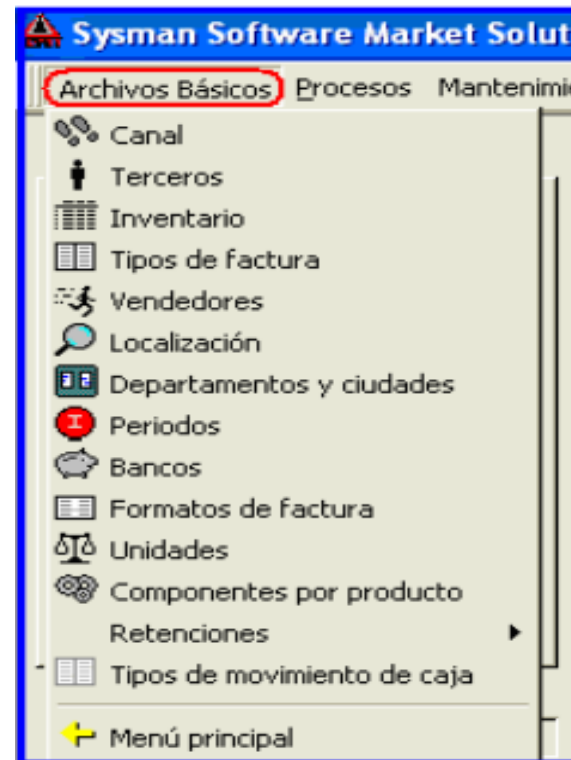 Sysman Software Market Solut
Archivos Básicos Procesos Mantenimi
Canal
Terceros
Inventario
Tipos de factura
Vendedores
Localización
Departamentos y ciudades
Periodos
Bancos
Formatos de factura
Unidades
Componentes por producto
Retenciones
Tipos de movimiento de caja
Menú principal